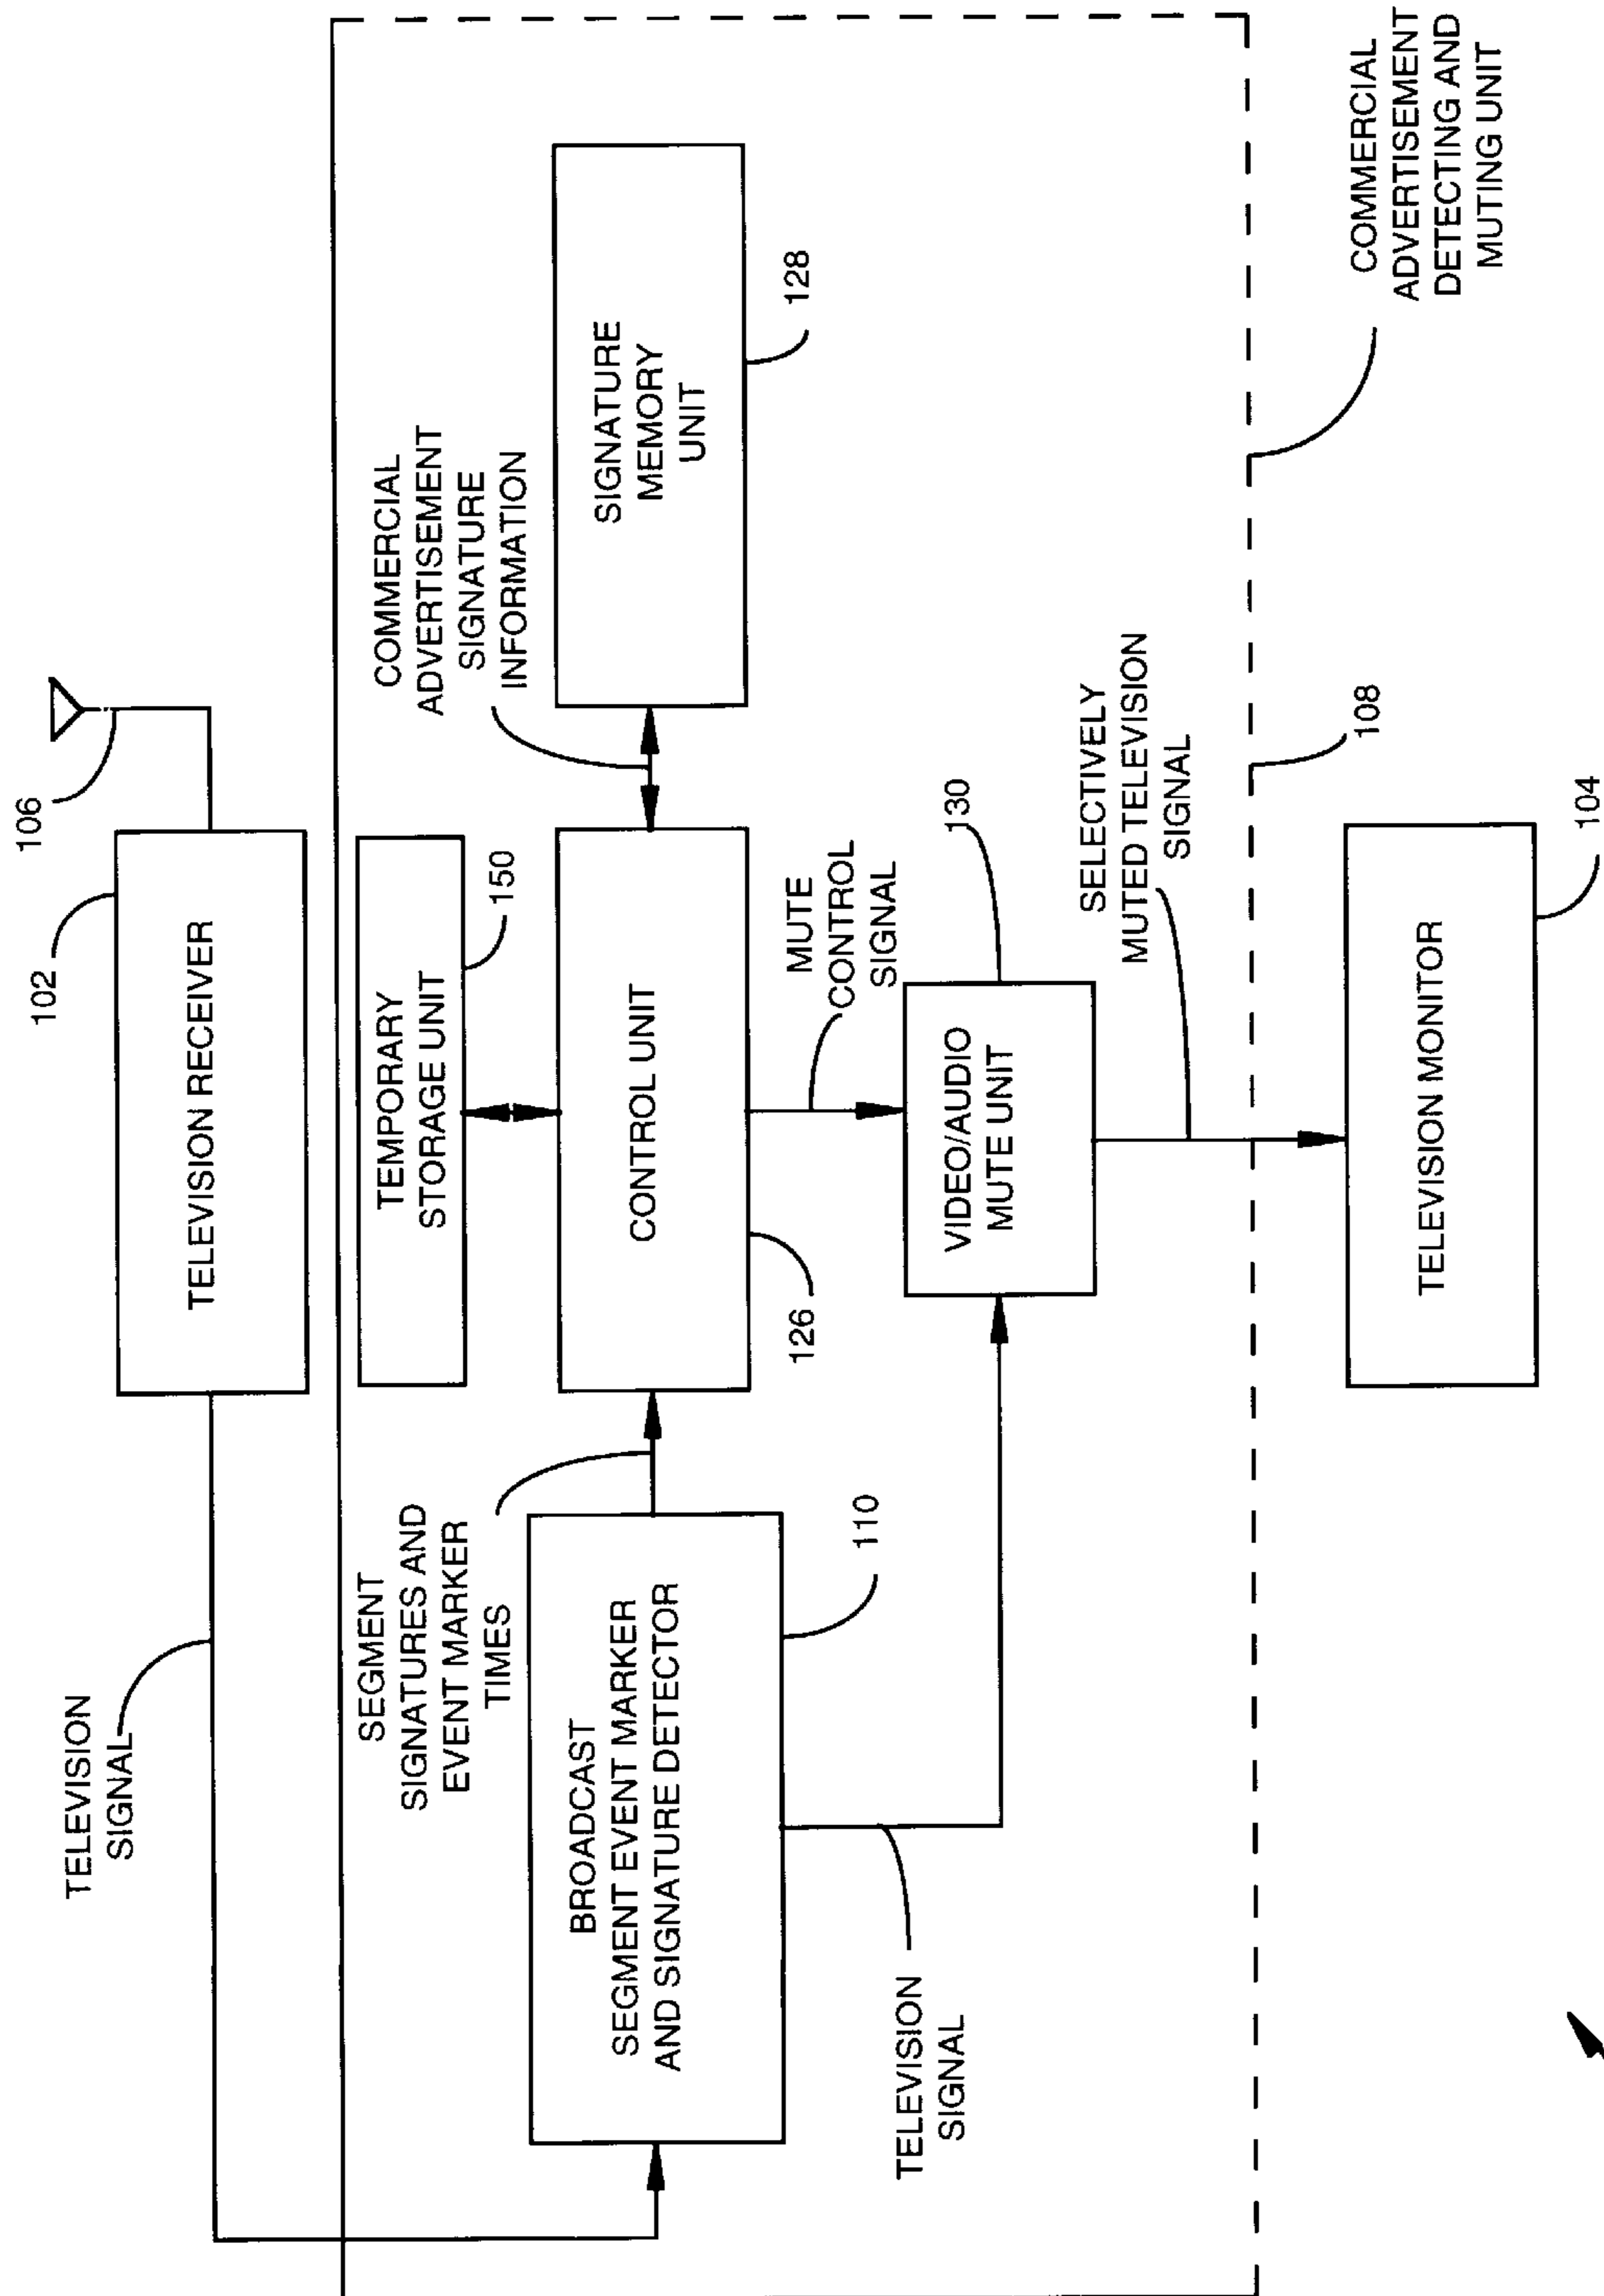 106
102
TELEVISION RECEIVER
TELEVISION
SIGNAL
TEMPORARY
STORAGE UNIT
150
COMMERCIAL
ADVERTISEMENT
SIGNATURE
INFORMATION
SEGMENT
SIGNATURES AND
EVENT MARKER
TIMES
BROADCAST
SEGMENT EVENT MARKER
AND SIGNATURE DETECTOR
110
CONTROL UNIT
126
SIGNATURE
MEMORY
UNIT
128
MUTE
CONTROL
SIGNAL
TELEVISION
SIGNAL
VIDEO/AUDIO
MUTE UNIT
130
SELECTIVELY
MUTED TELEVISION
SIGNAL
108
COMMERCIAL
ADVERTISEMENT
DETECTING AND
MUTING UNIT
TELEVISION MONITOR
104